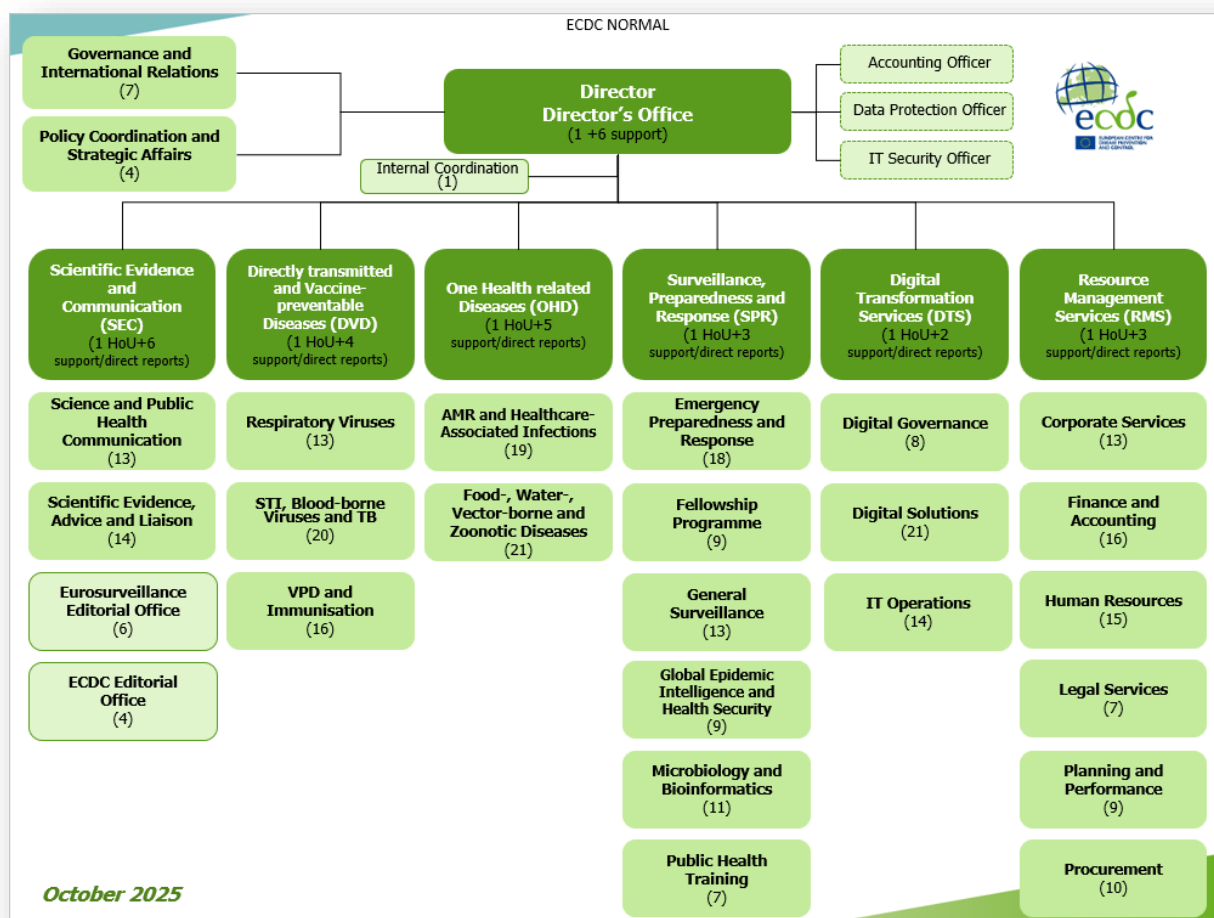 ECDC NORMAL
Governance and
International Relations
(7)
Policy Coordination and
Strategic Affairs
(4)
Director
Director's Office
(1 +6 support)
Internal Coordination
(1)
Accounting Officer
Data Protection Officer
IT Security Officer
ecdc
EUROPEAN CENTRE FOR
DISEASE PREVENTION
AND CONTROL
Scientific Evidence
and
Communication
(SEC)
(1 HoU+6
support/direct reports)
Science and Public
Health
Communication
(13)
Scientific Evidence,
Advice and Liaison
(14)
Eurosurveillance
Editorial Office
(6)
ECDC Editorial
Office
(4)
Directly transmitted
and Vaccine-
preventable
Diseases (DVD)
(1 HoU+4
support/direct reports)
Respiratory Viruses
(13)
STI, Blood-borne
Viruses and TB
(20)
VPD and
Immunisation
(16)
One Health related
Diseases (OHD)
(1 HoU+5
support/direct reports)
AMR and Healthcare-
Associated Infections
(19)
Food-, Water-,
Vector-borne and
Zoonotic Diseases
(21)
Surveillance,
Preparedness and
Response (SPR)
(1 HoU+3
support/direct reports)
Emergency
Preparedness and
Response
(18)
Fellowship
Programme
(9)
General
Surveillance
(13)
Global Epidemic
Intelligence and
Health Security
(9)
Microbiology and
Bioinformatics
(11)
Public Health
Training
(7)
Digital
Transformation
Services (DTS)
(1 HoU+2
support/direct reports)
Digital Governance
(8)
Digital Solutions
(21)
IT Operations
(14)
Resource
Management
Services (RMS)
(1 HoU+3
support/direct reports)
Corporate Services
(13)
Finance and
Accounting
(16)
Human Resources
(15)
Legal Services
(7)
Planning and
Performance
(9)
Procurement
(10)
October 2025